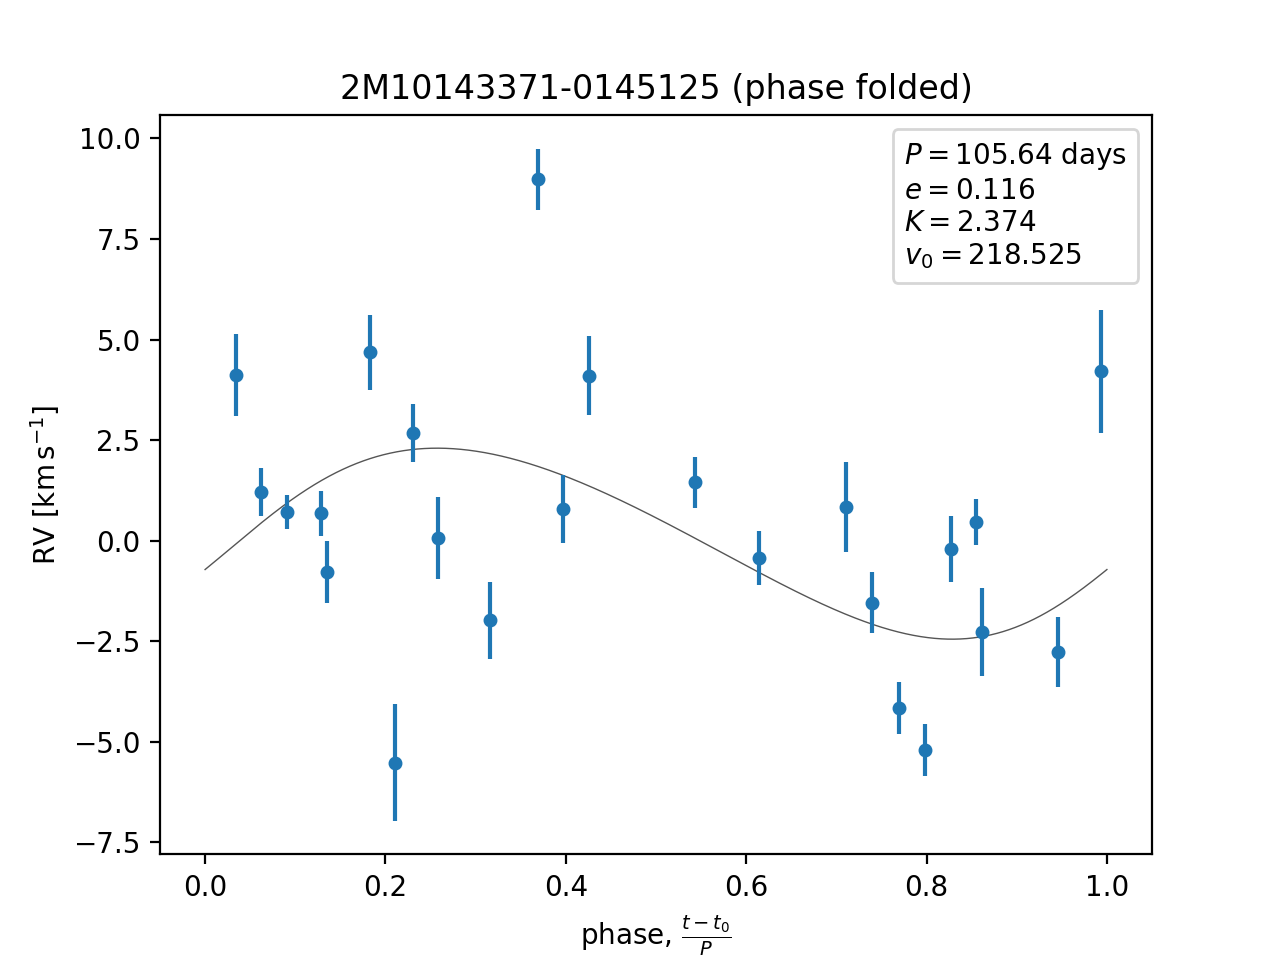 2M10143371-0145125 (phase folded)
10.0
7.5
5.0
2.5
0.0
−2.5
−5.0
−7.5
RV [km s⁻¹]
P = 105.64 days
e = 0.116
K = 2.374
v₀ = 218.525
0.0 0.2 0.4 0.6 0.8 1.0
phase, (t − t₀)/P